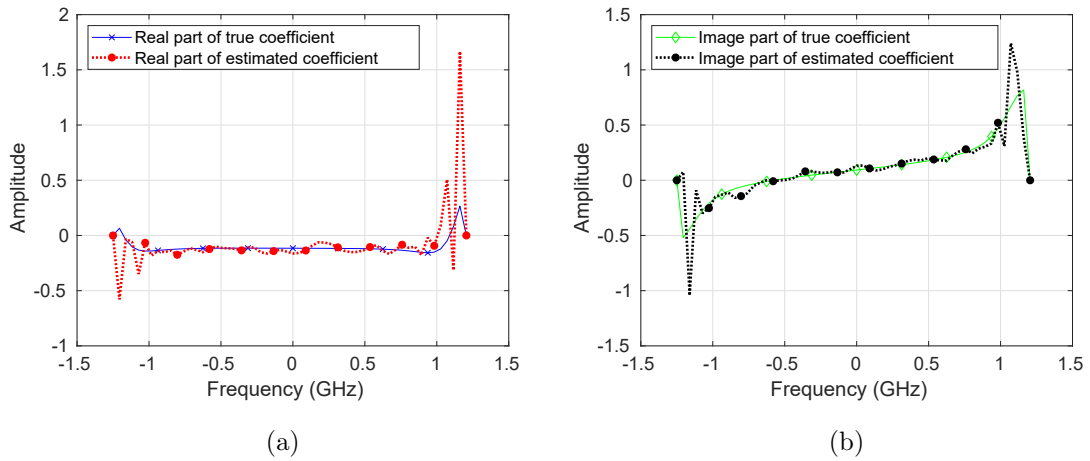 2
1.5
1
0.5
0
-0.5
-1
Amplitude
Real part of true coefficient
Real part of estimated coefficient
-1.5 -1 -0.5 0 0.5 1 1.5
Frequency (GHz)
(a)
1.5
1
0.5
0
-0.5
-1
-1.5
Amplitude
Image part of true coefficient
Image part of estimated coefficient
-1.5 -1 -0.5 0 0.5 1 1.5
Frequency (GHz)
(b)